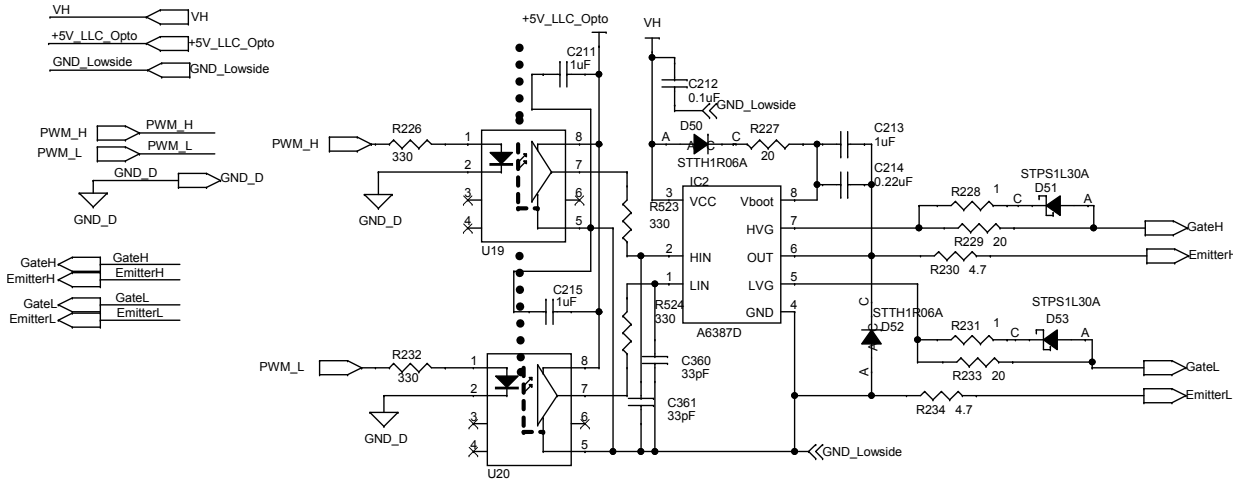 VH
VH
+5V_LLC_Opto
+5V_LLC_Opto
GND_Lowside
GND_Lowside
PWM_H
PWM_H
PWM_L
PWM_L
GND_D
GND_D
GND_D
GateH
GateH
EmitterH
EmitterH
GateL
GateL
EmitterL
EmitterL
PWM_H
R226
330
GND_D
1
2
3
4
8
7
6
5
U19
+5V_LLC_Opto
C211
1uF
C215
1uF
PWM_L
R232
330
GND_D
1
2
3
4
8
7
6
5
U20
R523
330
R524
330
C360
33pF
C361
33pF
VH
C212
0.1uF
GND_Lowside
D50
A
A
C
C
STTH1R06A
R227
20
C213
1uF
C214
0.22uF
IC2
3
VCC
Vboot
8
HVG
7
2
HIN
OUT
6
1
LIN
LVG
5
GND
4
A6387D
STTH1R06A
D52
C
C
A
A
R228
1
C
STPS1L30A
D51
A
R229
20
GateH
R230
4.7
EmitterH
R231
1
C
STPS1L30A
D53
A
R233
20
GateL
R234
4.7
EmitterL
GND_Lowside